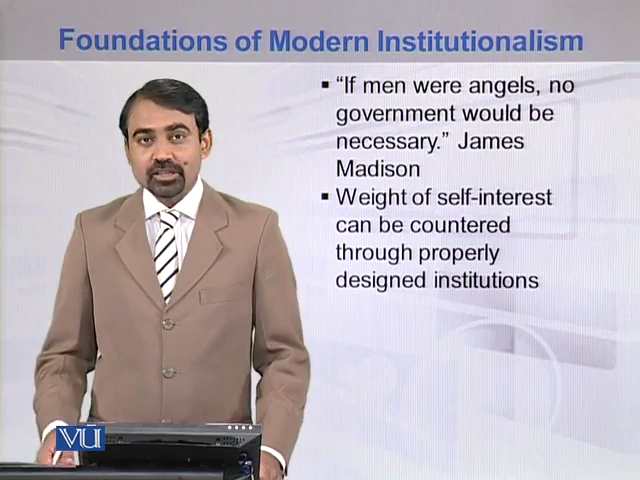 Foundations of Modern Institutionalism
▪ “If men were angels, no
government would be
necessary.” James
Madison
▪ Weight of self-interest
can be countered
through properly
designed institutions
VU